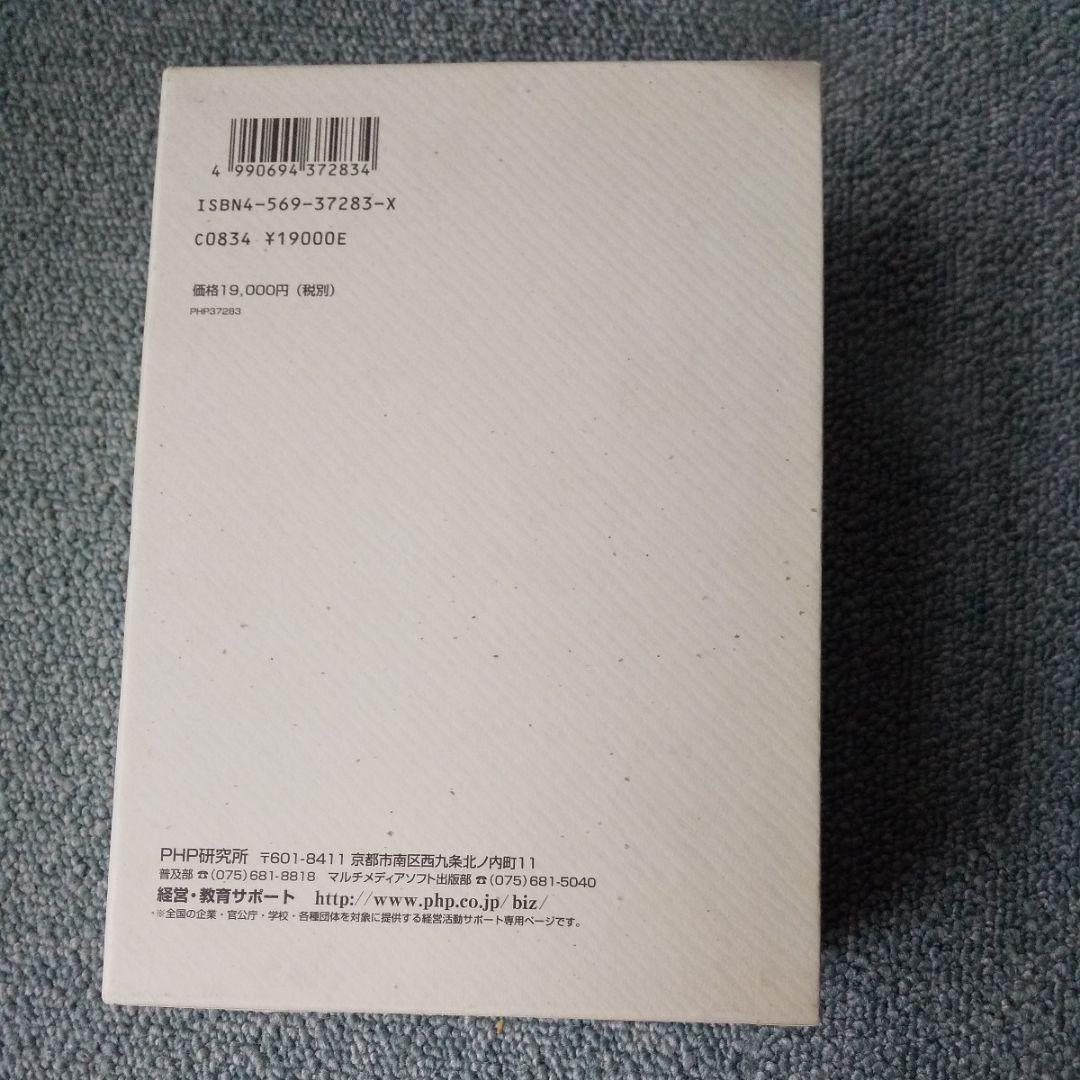 4 990694 372834
ISBN4-569-37283-X
C0834 ¥19000E
価格19,000円（税別）
PHP37283
PHP研究所 〒601-8411 京都市南区西九条北ノ内町11
普及部 ☎(075)681-8818 マルチメディアソフト出版部 ☎(075)681-5040
経営・教育サポート http://www.php.co.jp/biz/
※全国の企業・官公庁・学校・各種団体を対象に提供する経営活動サポート専用ページです。